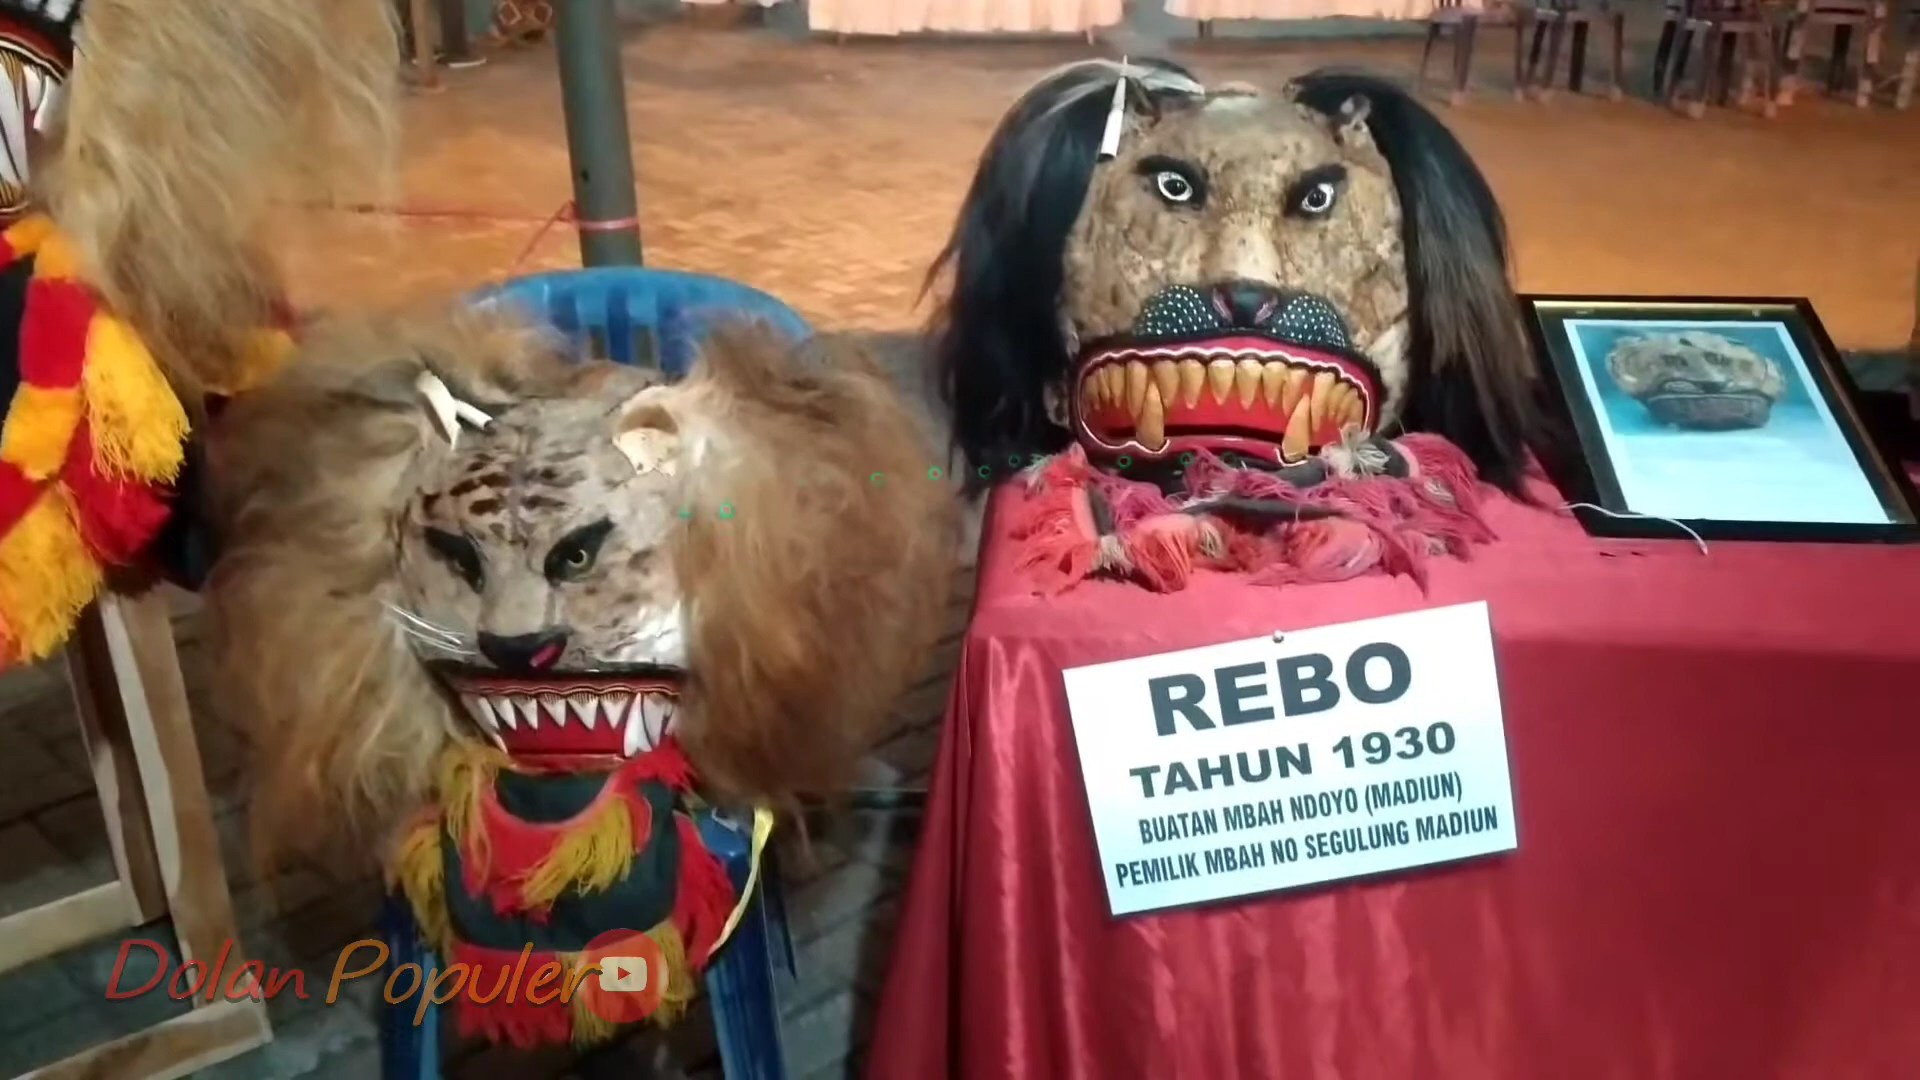 REBO
TAHUN 1930
BUATAN MBAH NDOYO (MADIUN)
PEMILIK MBAH NO SEGULUNG MADIUN
Dolan Populer